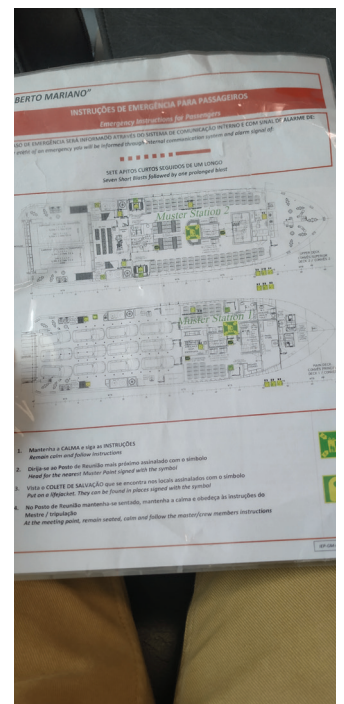 BERTO MARIANO"
INSTRUÇÕES DE EMERGÊNCIA PARA PASSAGEIROS
Emergency Instructions for Passengers
SO DE EMERGÊNCIA SERÁ INFORMADO ATRAVÉS DO SISTEMA DE COMUNICAÇÃO INTERNO E COM SINAL DE ALARME DE:
event of an emergency you will be informed through internal communication system and alarm signal of:
SETE APITOS CURTOS SEGUIDOS DE UM LONGO
Seven Short Blasts followed by one prolonged blast
Muster Station
Muster Station
1. Mantenha a CALMA e siga as INSTRUÇÕES
Remain calm and follow instructions
2. Dirija-se ao Posto de Reunião mais próximo assinalado com o símbolo
Head for the nearest Muster Point signed with the symbol
3. Vista o COLETE DE SALVAÇÃO que se encontra nos locais assinalados com o símbolo
Put on a lifejacket. They can be found in places signed with the symbol
4. No Posto de Reunião mantenha-se sentado, mantenha a calma e obedeça às instruções do
Mestre / tripulação
At the meeting point, remain seated, calm and follow the master/crew members instructions